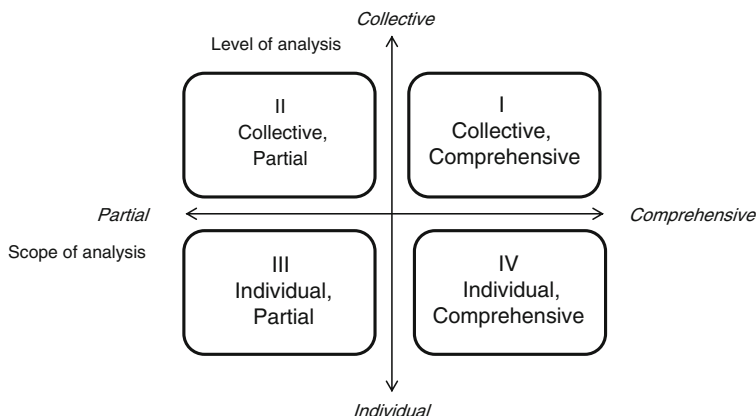 Collective
Level of analysis
II
Collective,
Partial
I
Collective,
Comprehensive
Partial
Comprehensive
Scope of analysis
III
Individual,
Partial
IV
Individual,
Comprehensive
Individual